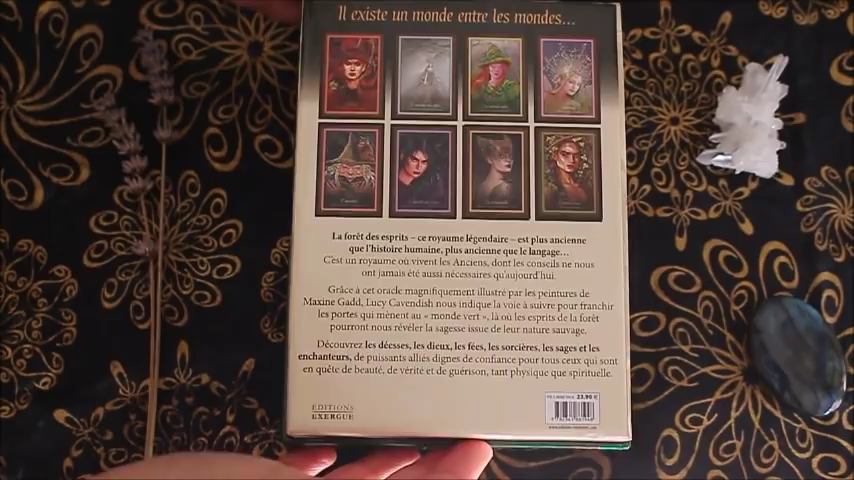 Il existe un monde entre les mondes...
La forêt des esprits – ce royaume légendaire – est plus ancienne
que l'histoire humaine, plus ancienne que le langage...
C'est un royaume où vivent les Anciens, dont les conseils ne nous
ont jamais été aussi nécessaires qu'aujourd'hui.
Grâce à cet oracle magnifiquement illustré par les peintures de
Maxine Gadd, Lucy Cavendish nous indique la voie à suivre pour franchir
les portes qui mènent au « monde vert », là où les esprits de la forêt
pourront nous révéler la sagesse issue de leur nature sauvage.
Découvrez les déesses, les dieux, les fées, les sorcières, les sages et les
enchanteurs, de puissants alliés dignes de confiance pour tous ceux qui sont
en quête de beauté, de vérité et de guérison, tant physique que spirituelle.
ÉDITIONS
EXERGUE
23,90 €